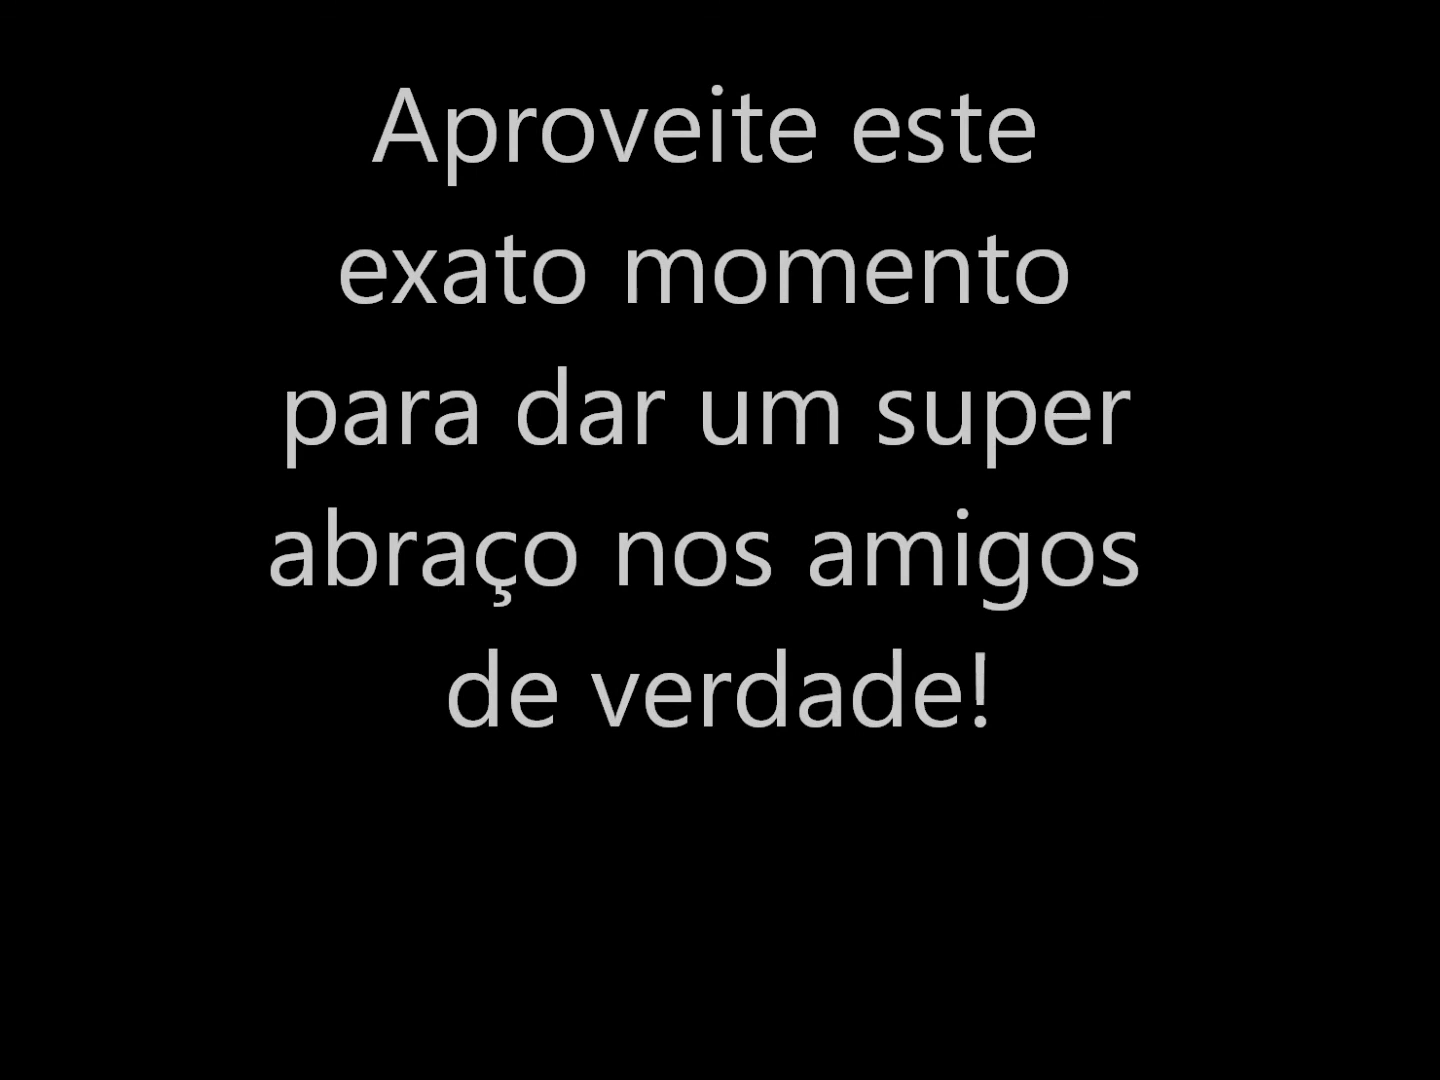 Aproveite este
exato momento
para dar um super
abraço nos amigos
de verdade!